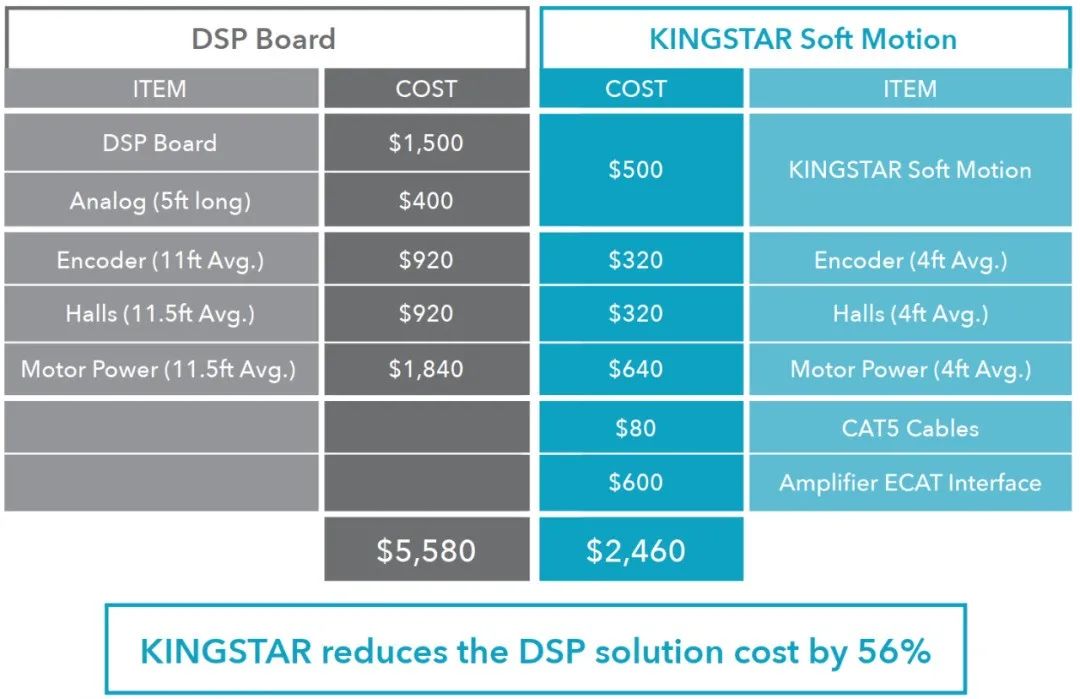 DSP Board KINGSTAR Soft Motion
ITEM COST COST ITEM
DSP Board $1,500 $500 KINGSTAR Soft Motion
Analog (5ft long) $400
Encoder (11ft Avg.) $920 $320 Encoder (4ft Avg.)
Halls (11.5ft Avg.) $920 $320 Halls (4ft Avg.)
Motor Power (11.5ft Avg.) $1,840 $640 Motor Power (4ft Avg.)
$80 CAT5 Cables
$600 Amplifier ECAT Interface
$5,580 $2,460
KINGSTAR reduces the DSP solution cost by 56%